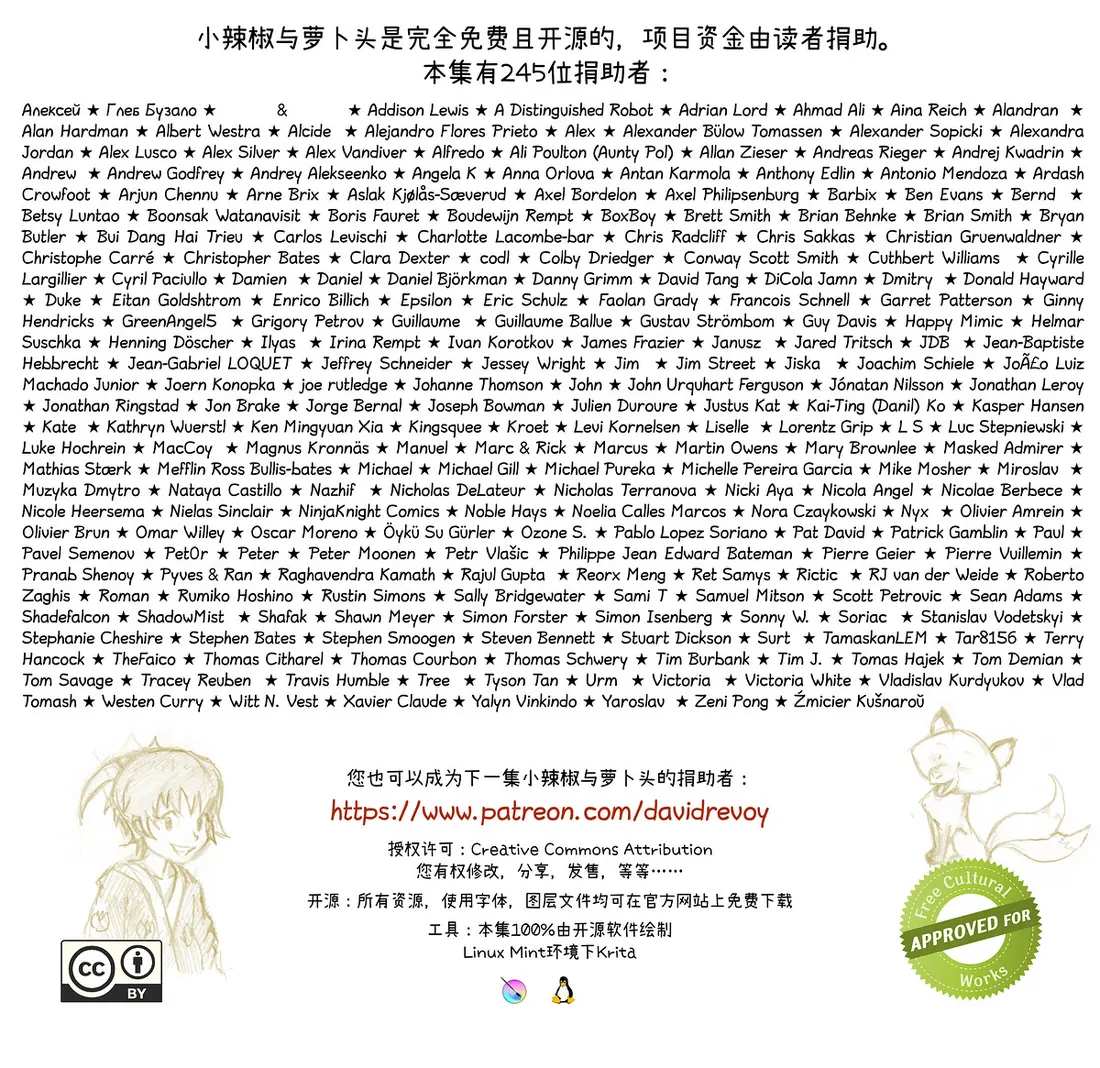 小辣椒与萝卜头是完全免费且开源的，项目资金由读者捐助。
本集有245位捐助者：
Алексей ★ Глеб Бузало ★ & ★ Addison Lewis ★ A Distinguished Robot ★ Adrian Lord ★ Ahmad Ali ★ Aina Reich ★ Alandran ★
Alan Hardman ★ Albert Westra ★ Alcide ★ Alejandro Flores Prieto ★ Alex ★ Alexander Bülow Tomassen ★ Alexander Sopicki ★ Alexandra
Jordan ★ Alex Lusco ★ Alex Silver ★ Alex Vandiver ★ Alfredo ★ Ali Poulton (Aunty Pol) ★ Allan Zieser ★ Andreas Rieger ★ Andrej Kwadrin ★
Andrew ★ Andrew Godfrey ★ Andrey Alekseenko ★ Angela K ★ Anna Orlova ★ Antan Karmola ★ Anthony Edlin ★ Antonio Mendoza ★ Ardash
Crowfoot ★ Arjun Chennu ★ Arne Brix ★ Aslak Kjølås-Sæverud ★ Axel Bordelon ★ Axel Philipsenburg ★ Barbix ★ Ben Evans ★ Bernd ★
Betsy Luntao ★ Boonsak Watanavisit ★ Boris Fauret ★ Boudewijn Rempt ★ BoxBoy ★ Brett Smith ★ Brian Behnke ★ Brian Smith ★ Bryan
Butler ★ Bui Dang Hai Trieu ★ Carlos Levischi ★ Charlotte Lacombe-bar ★ Chris Radcliff ★ Chris Sakkas ★ Christian Gruenwaldner ★
Christophe Carré ★ Christopher Bates ★ Clara Dexter ★ codl ★ Colby Driedger ★ Conway Scott Smith ★ Cuthbert Williams ★ Cyrille
Largillier ★ Cyril Paciullo ★ Damien ★ Daniel ★ Daniel Björkman ★ Danny Grimm ★ David Tang ★ DiCola Jamn ★ Dmitry ★ Donald Hayward
★ Duke ★ Eitan Goldshtrom ★ Enrico Billich ★ Epsilon ★ Eric Schulz ★ Faolan Grady ★ Francois Schnell ★ Garret Patterson ★ Ginny
Hendricks ★ GreenAngel5 ★ Grigory Petrov ★ Guillaume ★ Guillaume Ballue ★ Gustav Strömbom ★ Guy Davis ★ Happy Mimic ★ Helmar
Suschka ★ Henning Döscher ★ Ilyas ★ Irina Rempt ★ Ivan Korotkov ★ James Frazier ★ Janusz ★ Jared Tritsch ★ JDB ★ Jean-Baptiste
Hebbrecht ★ Jean-Gabriel LOQUET ★ Jeffrey Schneider ★ Jessey Wright ★ Jim ★ Jim Street ★ Jiska ★ Joachim Schiele ★ JoÃ£o Luiz
Machado Junior ★ Joern Konopka ★ joe rutledge ★ Johanne Thomson ★ John ★ John Urquhart Ferguson ★ Jónatan Nilsson ★ Jonathan Leroy
★ Jonathan Ringstad ★ Jon Brake ★ Jorge Bernal ★ Joseph Bowman ★ Julien Duroure ★ Justus Kat ★ Kai-Ting (Danil) Ko ★ Kasper Hansen
★ Kate ★ Kathryn Wuerstl ★ Ken Mingyuan Xia ★ Kingsquee ★ Kroet ★ Levi Kornelsen ★ Liselle ★ Lorentz Grip ★ L S ★ Luc Stepniewski ★
Luke Hochrein ★ MacCoy ★ Magnus Kronnäs ★ Manuel ★ Marc & Rick ★ Marcus ★ Martin Owens ★ Mary Brownlee ★ Masked Admirer ★
Mathias Stærk ★ Mefflin Ross Bullis-bates ★ Michael ★ Michael Gill ★ Michael Pureka ★ Michelle Pereira Garcia ★ Mike Mosher ★ Miroslav ★
Muzyka Dmytro ★ Nataya Castillo ★ Nazhif ★ Nicholas DeLateur ★ Nicholas Terranova ★ Nicki Aya ★ Nicola Angel ★ Nicolae Berbece ★
Nicole Heersema ★ Nielas Sinclair ★ NinjaKnight Comics ★ Noble Hays ★ Noelia Calles Marcos ★ Nora Czaykowski ★ Nyx ★ Olivier Amrein ★
Olivier Brun ★ Omar Willey ★ Oscar Moreno ★ Öykü Su Gürler ★ Ozone S. ★ Pablo Lopez Soriano ★ Pat David ★ Patrick Gamblin ★ Paul ★
Pavel Semenov ★ Pet0r ★ Peter ★ Peter Moonen ★ Petr Vlašic ★ Philippe Jean Edward Bateman ★ Pierre Geier ★ Pierre Vuillemin ★
Pranab Shenoy ★ Pyves & Ran ★ Raghavendra Kamath ★ Rajul Gupta ★ Reorx Meng ★ Ret Samys ★ Rictic ★ RJ van der Weide ★ Roberto
Zaghis ★ Roman ★ Rumiko Hoshino ★ Rustin Simons ★ Sally Bridgewater ★ Sami T ★ Samuel Mitson ★ Scott Petrovic ★ Sean Adams ★
Shadefalcon ★ ShadowMist ★ Shafak ★ Shawn Meyer ★ Simon Forster ★ Simon Isenberg ★ Sonny W. ★ Soriac ★ Stanislav Vodetskyi ★
Stephanie Cheshire ★ Stephen Bates ★ Stephen Smoogen ★ Steven Bennett ★ Stuart Dickson ★ Surt ★ TamaskanLEM ★ Tar8156 ★ Terry
Hancock ★ TheFaico ★ Thomas Citharel ★ Thomas Courbon ★ Thomas Schwery ★ Tim Burbank ★ Tim J. ★ Tomas Hajek ★ Tom Demian ★
Tom Savage ★ Tracey Reuben ★ Travis Humble ★ Tree ★ Tyson Tan ★ Urm ★ Victoria ★ Victoria White ★ Vladislav Kurdyukov ★ Vlad
Tomash ★ Westen Curry ★ Witt N. Vest ★ Xavier Claude ★ Yalyn Vinkindo ★ Yaroslav ★ Zeni Pong ★ Źmicier Kušnaroŭ
您也可以成为下一集小辣椒与萝卜头的捐助者：
https://www.patreon.com/davidrevoy
授权许可：Creative Commons Attribution
您有权修改，分享，发售，等等……
开源：所有资源，使用字体，图层文件均可在官方网站上免费下载
工具：本集100%由开源软件绘制
Linux Mint环境下Krita
cc
BY
Free Cultural
APPROVED FOR
Works